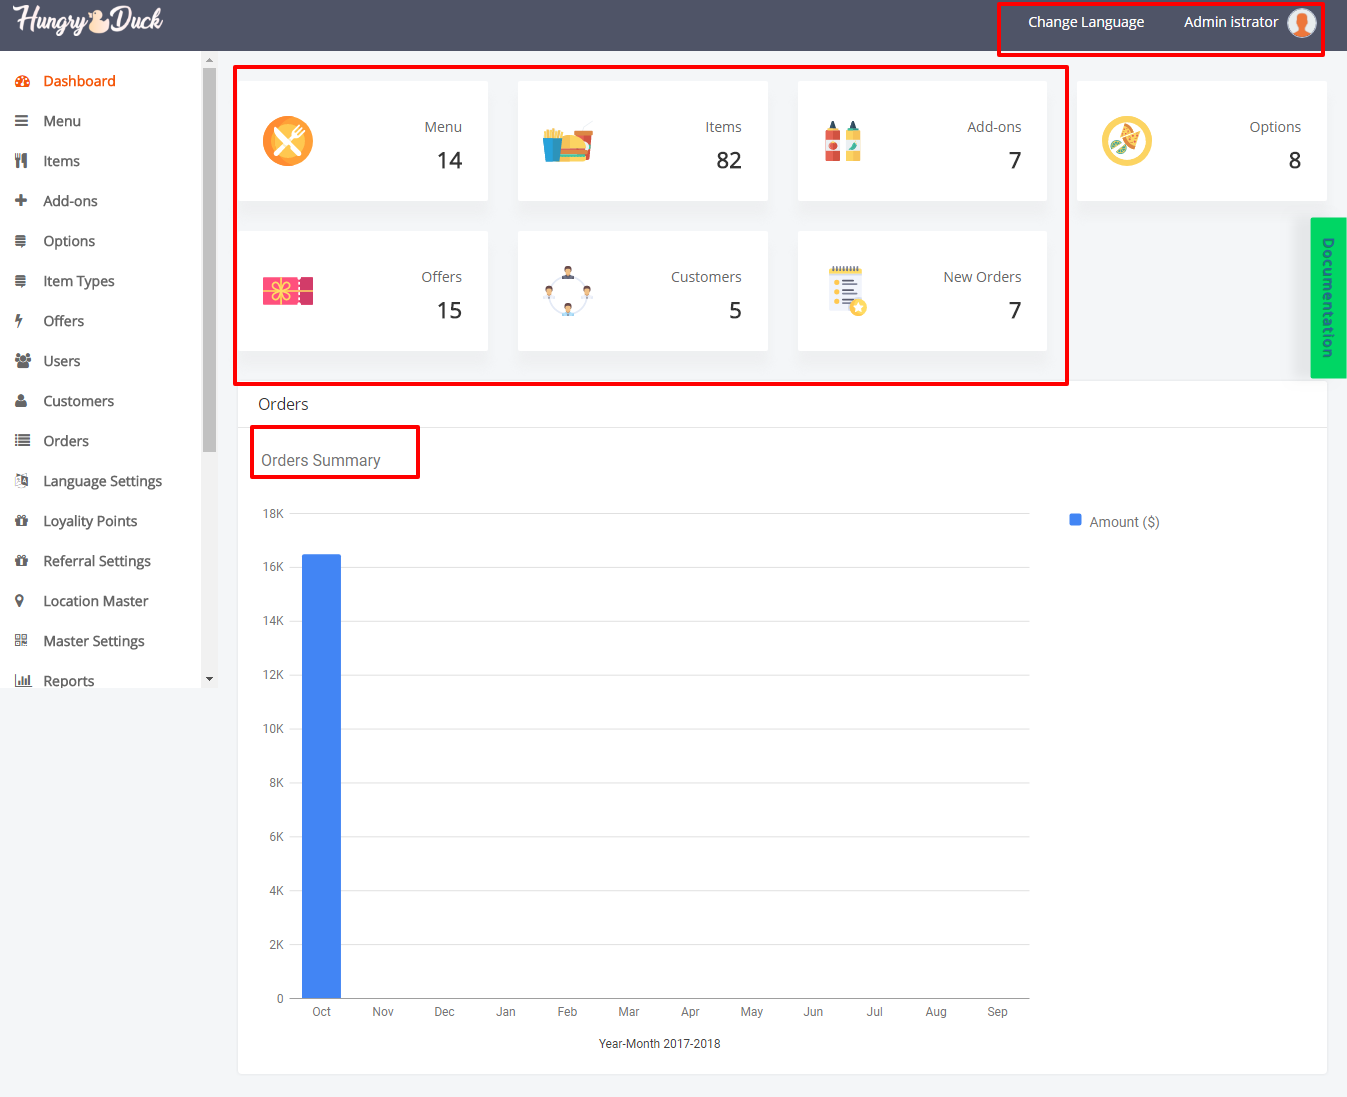 Hungry Duck
Change Language
Admin istrator
Dashboard
Menu
Items
Add-ons
Options
Item Types
Offers
Users
Customers
Orders
Language Settings
Loyality Points
Referral Settings
Location Master
Master Settings
Reports
Menu
14
Items
82
Add-ons
7
Options
8
Offers
15
Customers
5
New Orders
7
Documentation
Orders
Orders Summary
18K
16K
14K
12K
10K
8K
6K
4K
2K
0
Amount ($)
Oct Nov Dec Jan Feb Mar Apr May Jun Jul Aug Sep
Year-Month 2017-2018